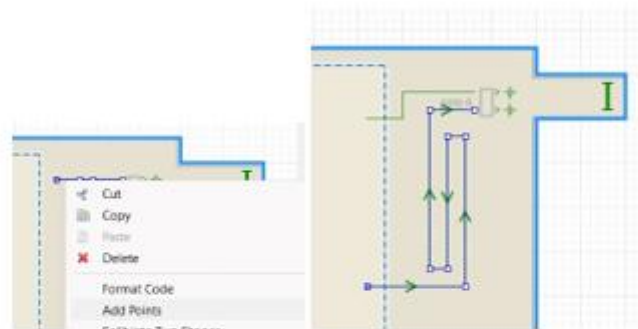 I
Cut
Copy
Paste
Delete
Format Code
Add Points
I